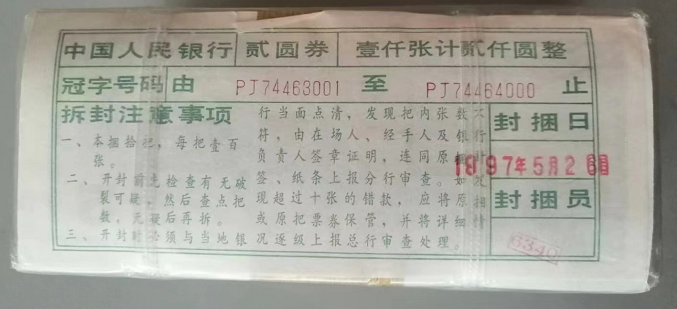 中国人民银行 贰圆券 壹仟张计贰仟圆整
冠字号码 由 PJ74463001 至 PJ74464000 止
拆封注意事项
一、本捆拾把，每把壹百
张。
二、开封前先检查有无破
裂可疑，然后查点把
数，无疑后再拆。
三、开封时必须与当地银
行当面点清，发现把内张数不
符，由在场人、经手人及银行
负责人签章证明，连同原封
签、纸条上报分行审查。如发
现超过十张的错款，应将原捆
或原把票券保管，并将详细情
况逐级上报总行审查处理。
封捆日
1997年5月26日
封捆员
6340